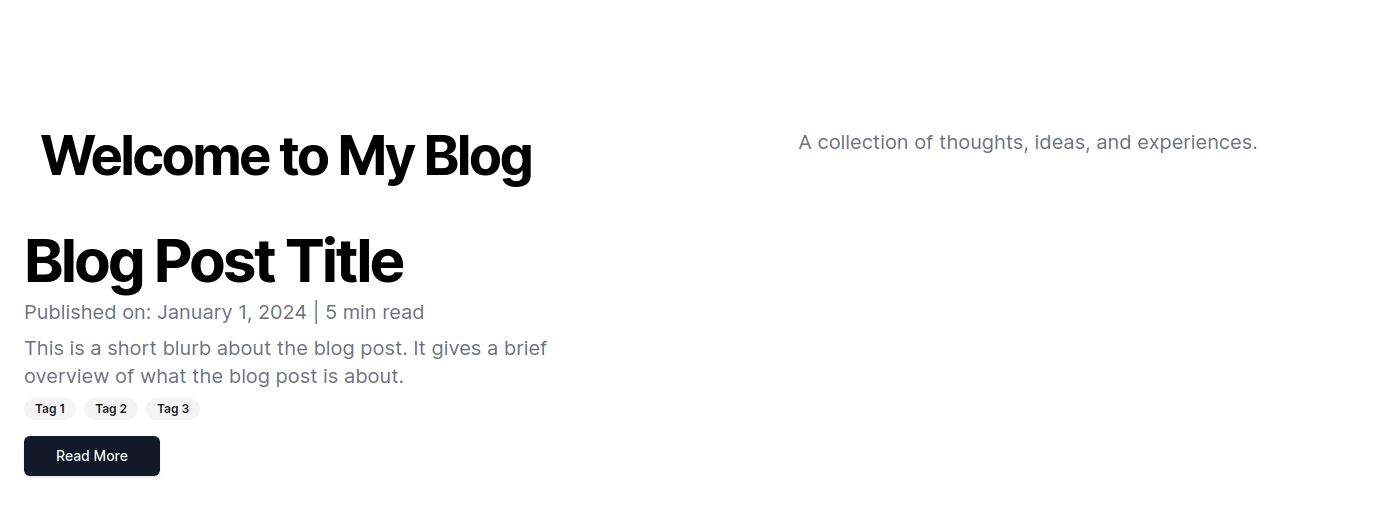 Welcome to My Blog
A collection of thoughts, ideas, and experiences.
Blog Post Title
Published on: January 1, 2024 | 5 min read
This is a short blurb about the blog post. It gives a brief
overview of what the blog post is about.
Tag 1 Tag 2 Tag 3
Read More